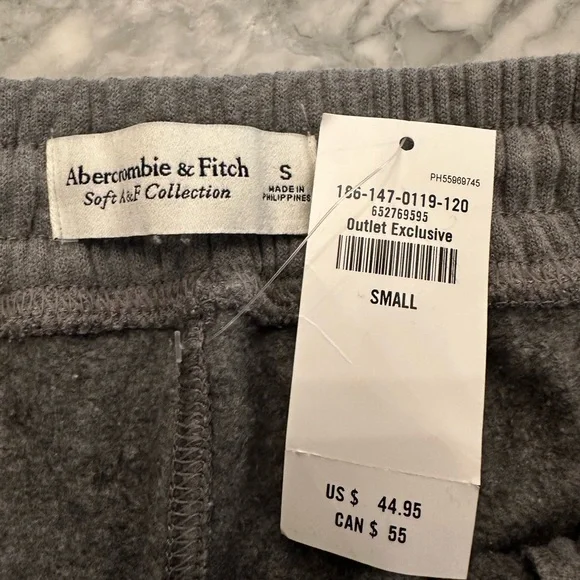 Abercrombie & Fitch
Soft A&F Collection
S
MADE IN
PHILIPPINES
PH55969745
186-147-0119-120
652769595
Outlet Exclusive
SMALL
US $ 44.95
CAN $ 55